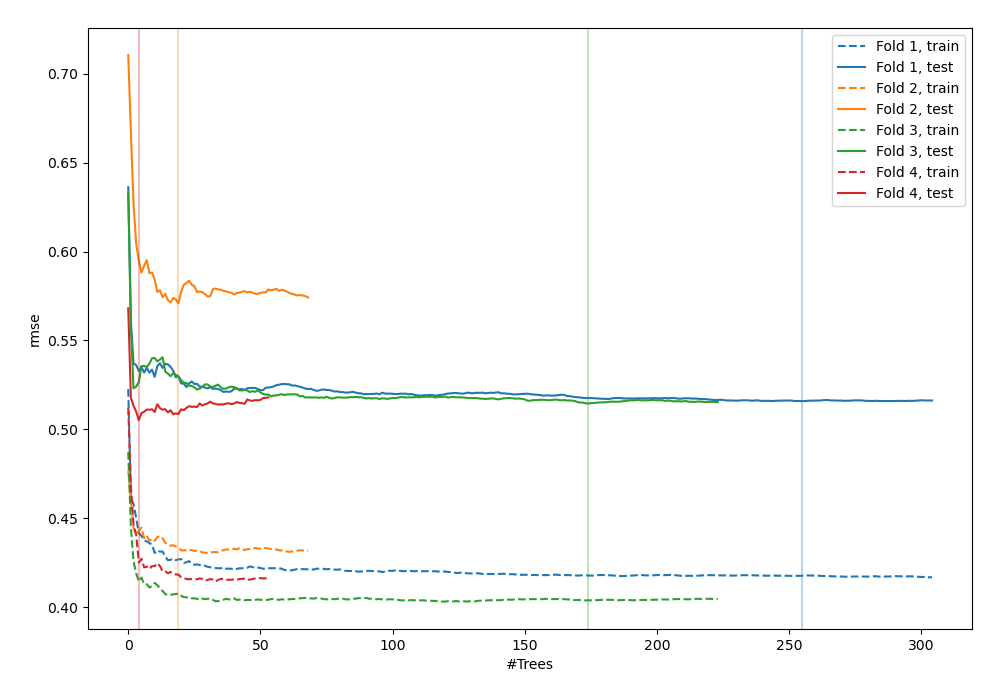 0.70
0.65
0.60
0.55
0.50
0.45
0.40
rmse
0 50 100 150 200 250 300
#Trees
Fold 1, train
Fold 1, test
Fold 2, train
Fold 2, test
Fold 3, train
Fold 3, test
Fold 4, train
Fold 4, test